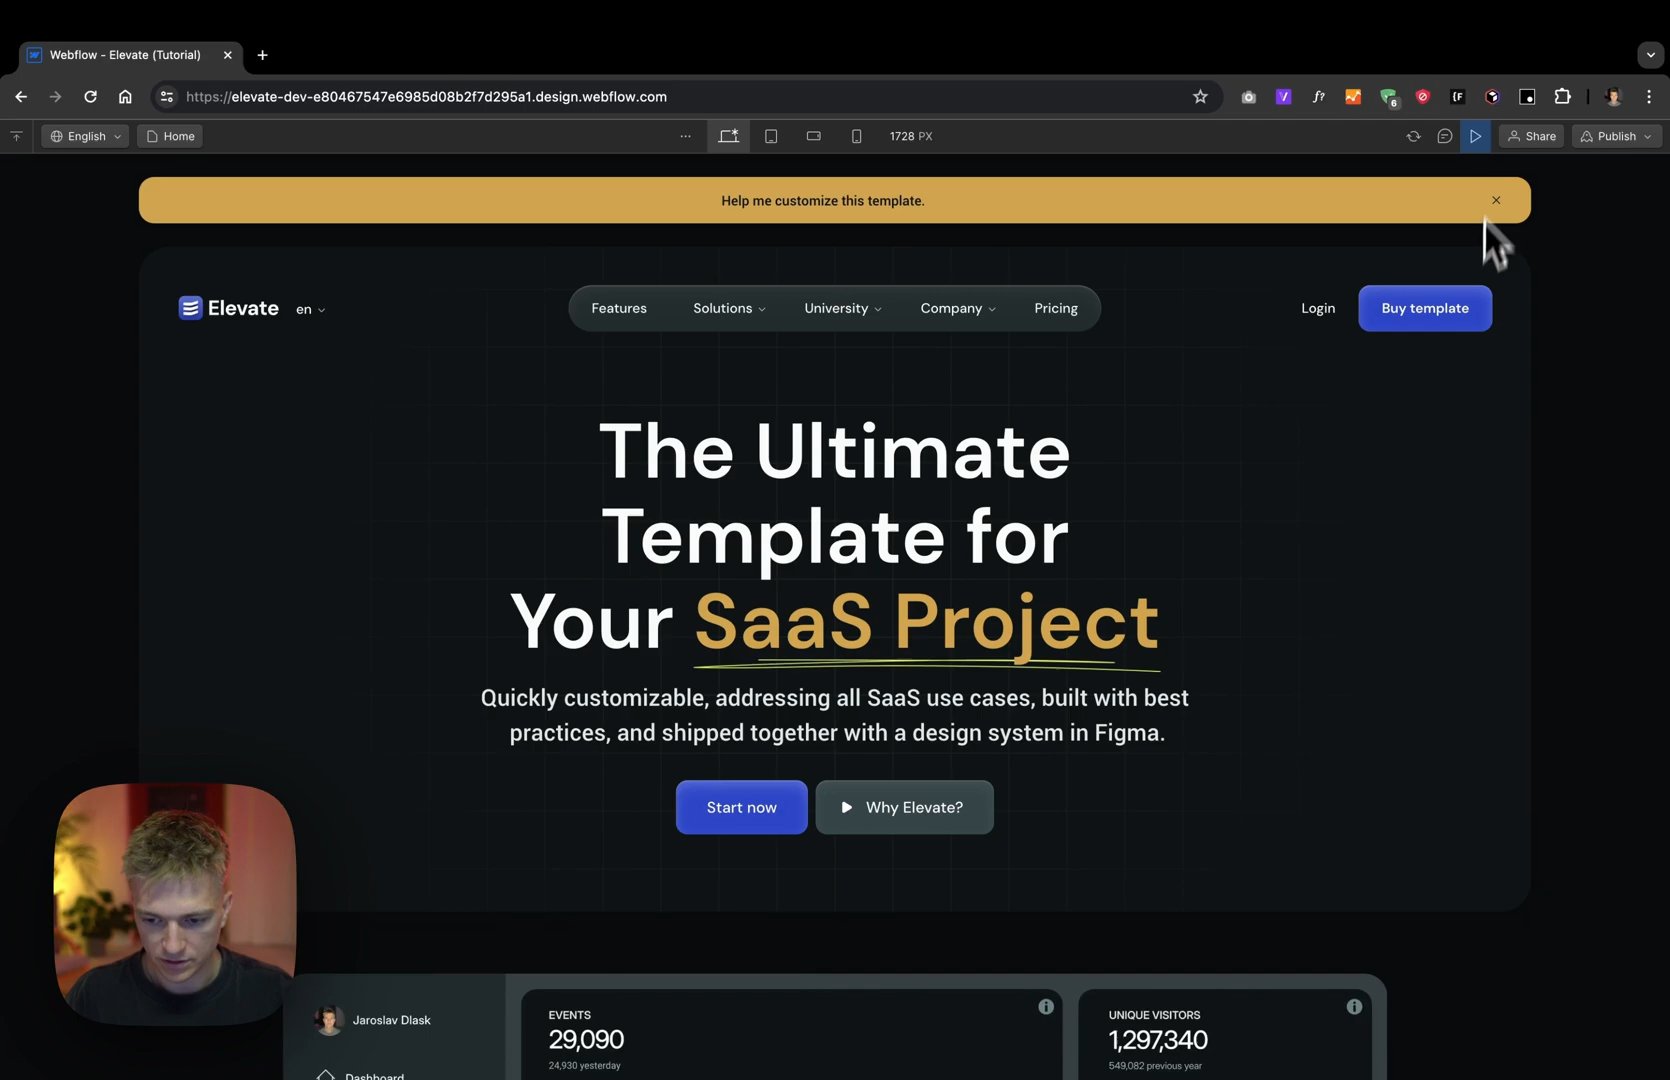 Webflow - Elevate (Tutorial)
https://elevate-dev-e80467547e6985d08b2f7d295a1.design.webflow.com
6
English
Home
1728 PX
Share
Publish
Help me customize this template.
Elevate
en
Features
Solutions
University
Company
Pricing
Login
Buy template
The Ultimate
Template for
Your SaaS Project
Quickly customizable, addressing all SaaS use cases, built with best
practices, and shipped together with a design system in Figma.
Start now
Why Elevate?
Jaroslav Dlask
Dashboard
EVENTS
29,090
24,930 yesterday
UNIQUE VISITORS
1,297,340
549,082 previous year